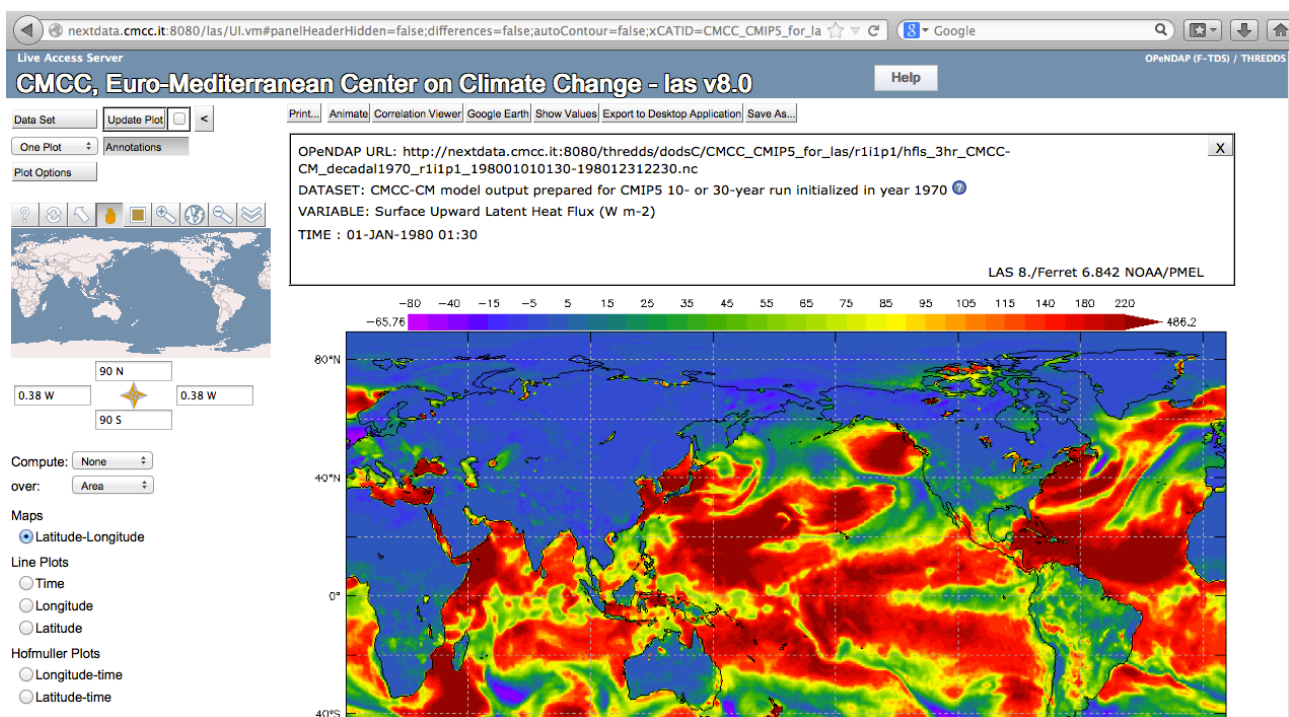 nextdata.cmcc.it:8080/las/UI.vm#panelHeaderHidden=false;differences=false;autoContour=false;xCATID=CMCC_CMIP5_for_la
Google
Live Access Server
OPeNDAP (F-TDS) / THREDDS
CMCC, Euro-Mediterranean Center on Climate Change - las v8.0
Help
Data Set
Update Plot
<
One Plot
Annotations
Plot Options
Print...
Animate
Correlation Viewer
Google Earth
Show Values
Export to Desktop Application
Save As...
X
OPeNDAP URL: http://nextdata.cmcc.it:8080/thredds/dodsC/CMCC_CMIP5_for_las/r1i1p1/hfls_3hr_CMCC-
CM_decadal1970_r1i1p1_198001010130-198012312230.nc
DATASET: CMCC-CM model output prepared for CMIP5 10- or 30-year run initialized in year 1970 ?
VARIABLE: Surface Upward Latent Heat Flux (W m-2)
TIME : 01-JAN-1980 01:30
LAS 8./Ferret 6.842 NOAA/PMEL
90 N
0.38 W
0.38 W
90 S
Compute: None
over: Area
Maps
Latitude-Longitude
Line Plots
Time
Longitude
Latitude
Hofmuller Plots
Longitude-time
Latitude-time
-80 -40 -15 -5 5 15 25 35 45 55 65 75 85 95 105 115 140 180 220
-65.76
486.2
80°N
40°N
0°
40°S